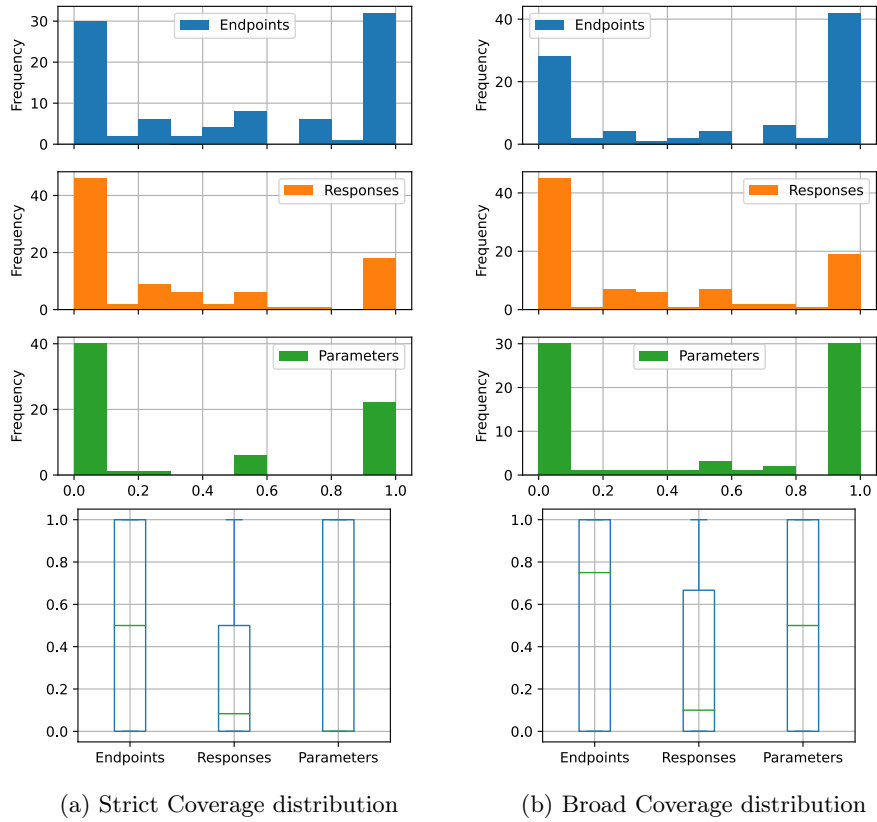 Frequency
30
20
10
0
Endpoints
Frequency
40
20
0
Responses
Frequency
40
20
0
Parameters
0.0 0.2 0.4 0.6 0.8 1.0
1.0
0.8
0.6
0.4
0.2
0.0
Endpoints Responses Parameters
(a) Strict Coverage distribution
Frequency
40
20
0
Endpoints
Frequency
40
20
0
Responses
Frequency
30
20
10
0
Parameters
0.0 0.2 0.4 0.6 0.8 1.0
1.0
0.8
0.6
0.4
0.2
0.0
Endpoints Responses Parameters
(b) Broad Coverage distribution